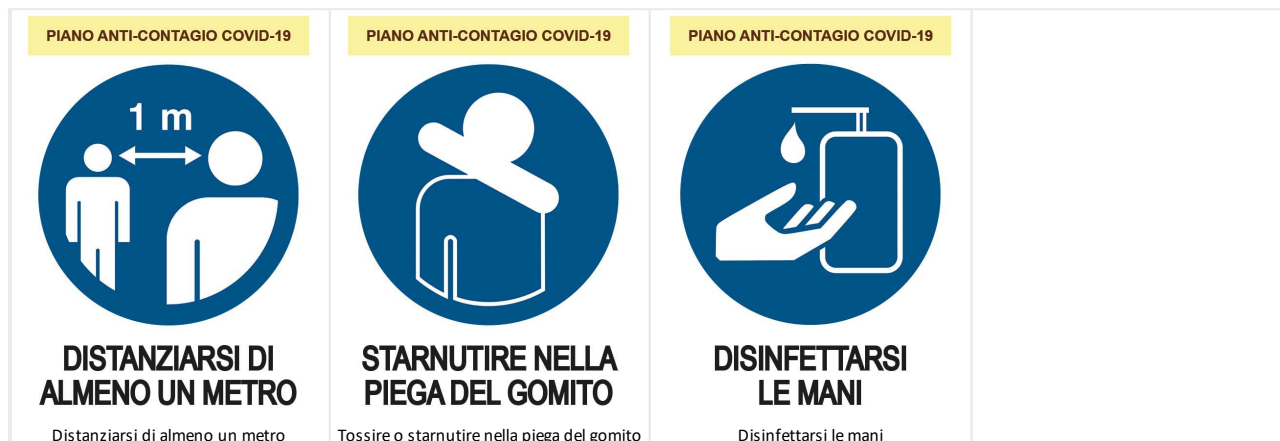 PIANO ANTI-CONTAGIO COVID-19
1 m
DISTANZIARSI DI
ALMENO UN METRO
Distanziarsi di almeno un metro
PIANO ANTI-CONTAGIO COVID-19
STARNUTIRE NELLA
PIEGA DEL GOMITO
Tossire o starnutire nella piega del gomito
PIANO ANTI-CONTAGIO COVID-19
DISINFETTARSI
LE MANI
Disinfettarsi le mani